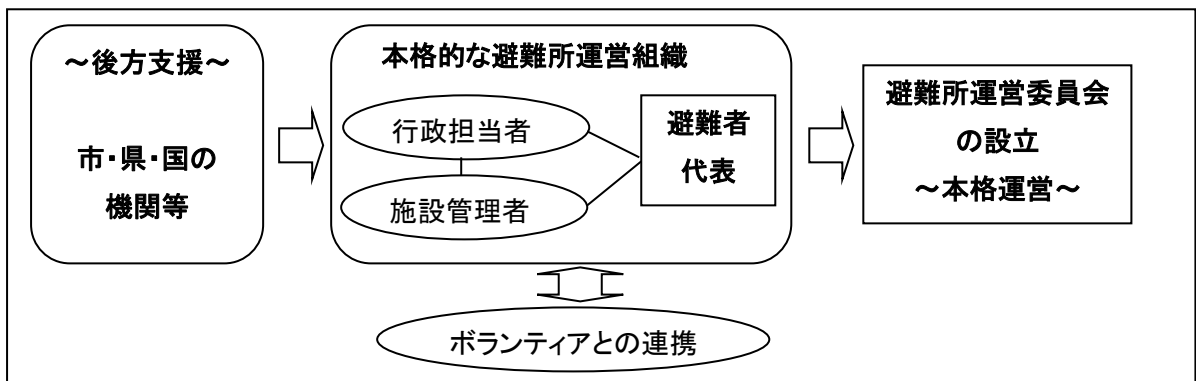 ～後方支援～
市・県・国の
機関等
本格的な避難所運営組織
行政担当者
施設管理者
避難者
代表
避難所運営委員会
の設立
～本格運営～
ボランティアとの連携